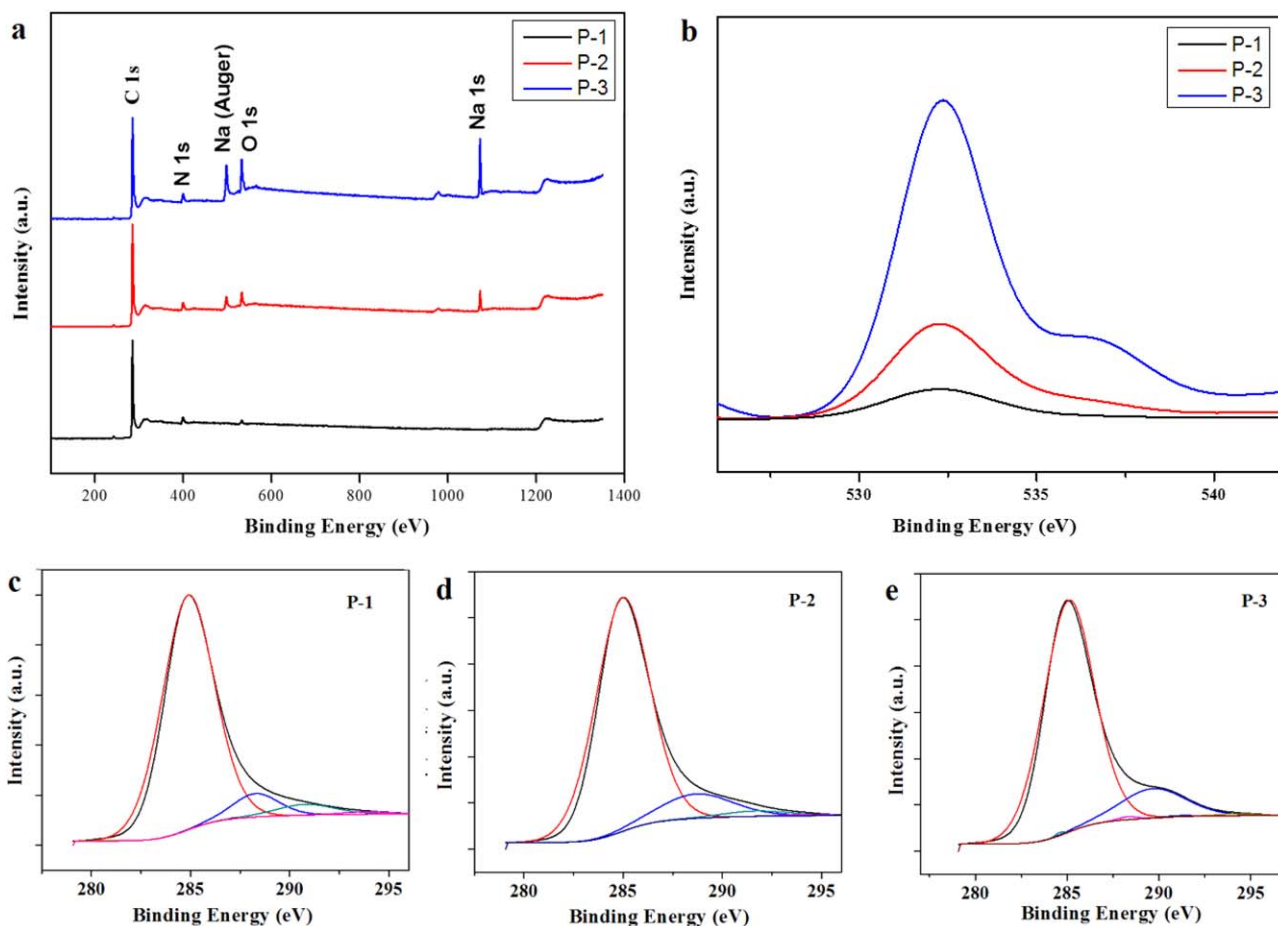 a
P-1
P-2
P-3
C 1s
N 1s
Na (Auger)
O 1s
Na 1s
Intensity (a.u.)
200 400 600 800 1000 1200 1400
Binding Energy (eV)
b
P-1
P-2
P-3
Intensity (a.u.)
530 535 540
Binding Energy (eV)
c
P-1
Intensity (a.u.)
280 285 290 295
Binding Energy (eV)
d
P-2
Intensity (a.u.)
280 285 290 295
Binding Energy (eV)
e
P-3
Intensity (a.u.)
280 285 290 295
Binding Energy (eV)